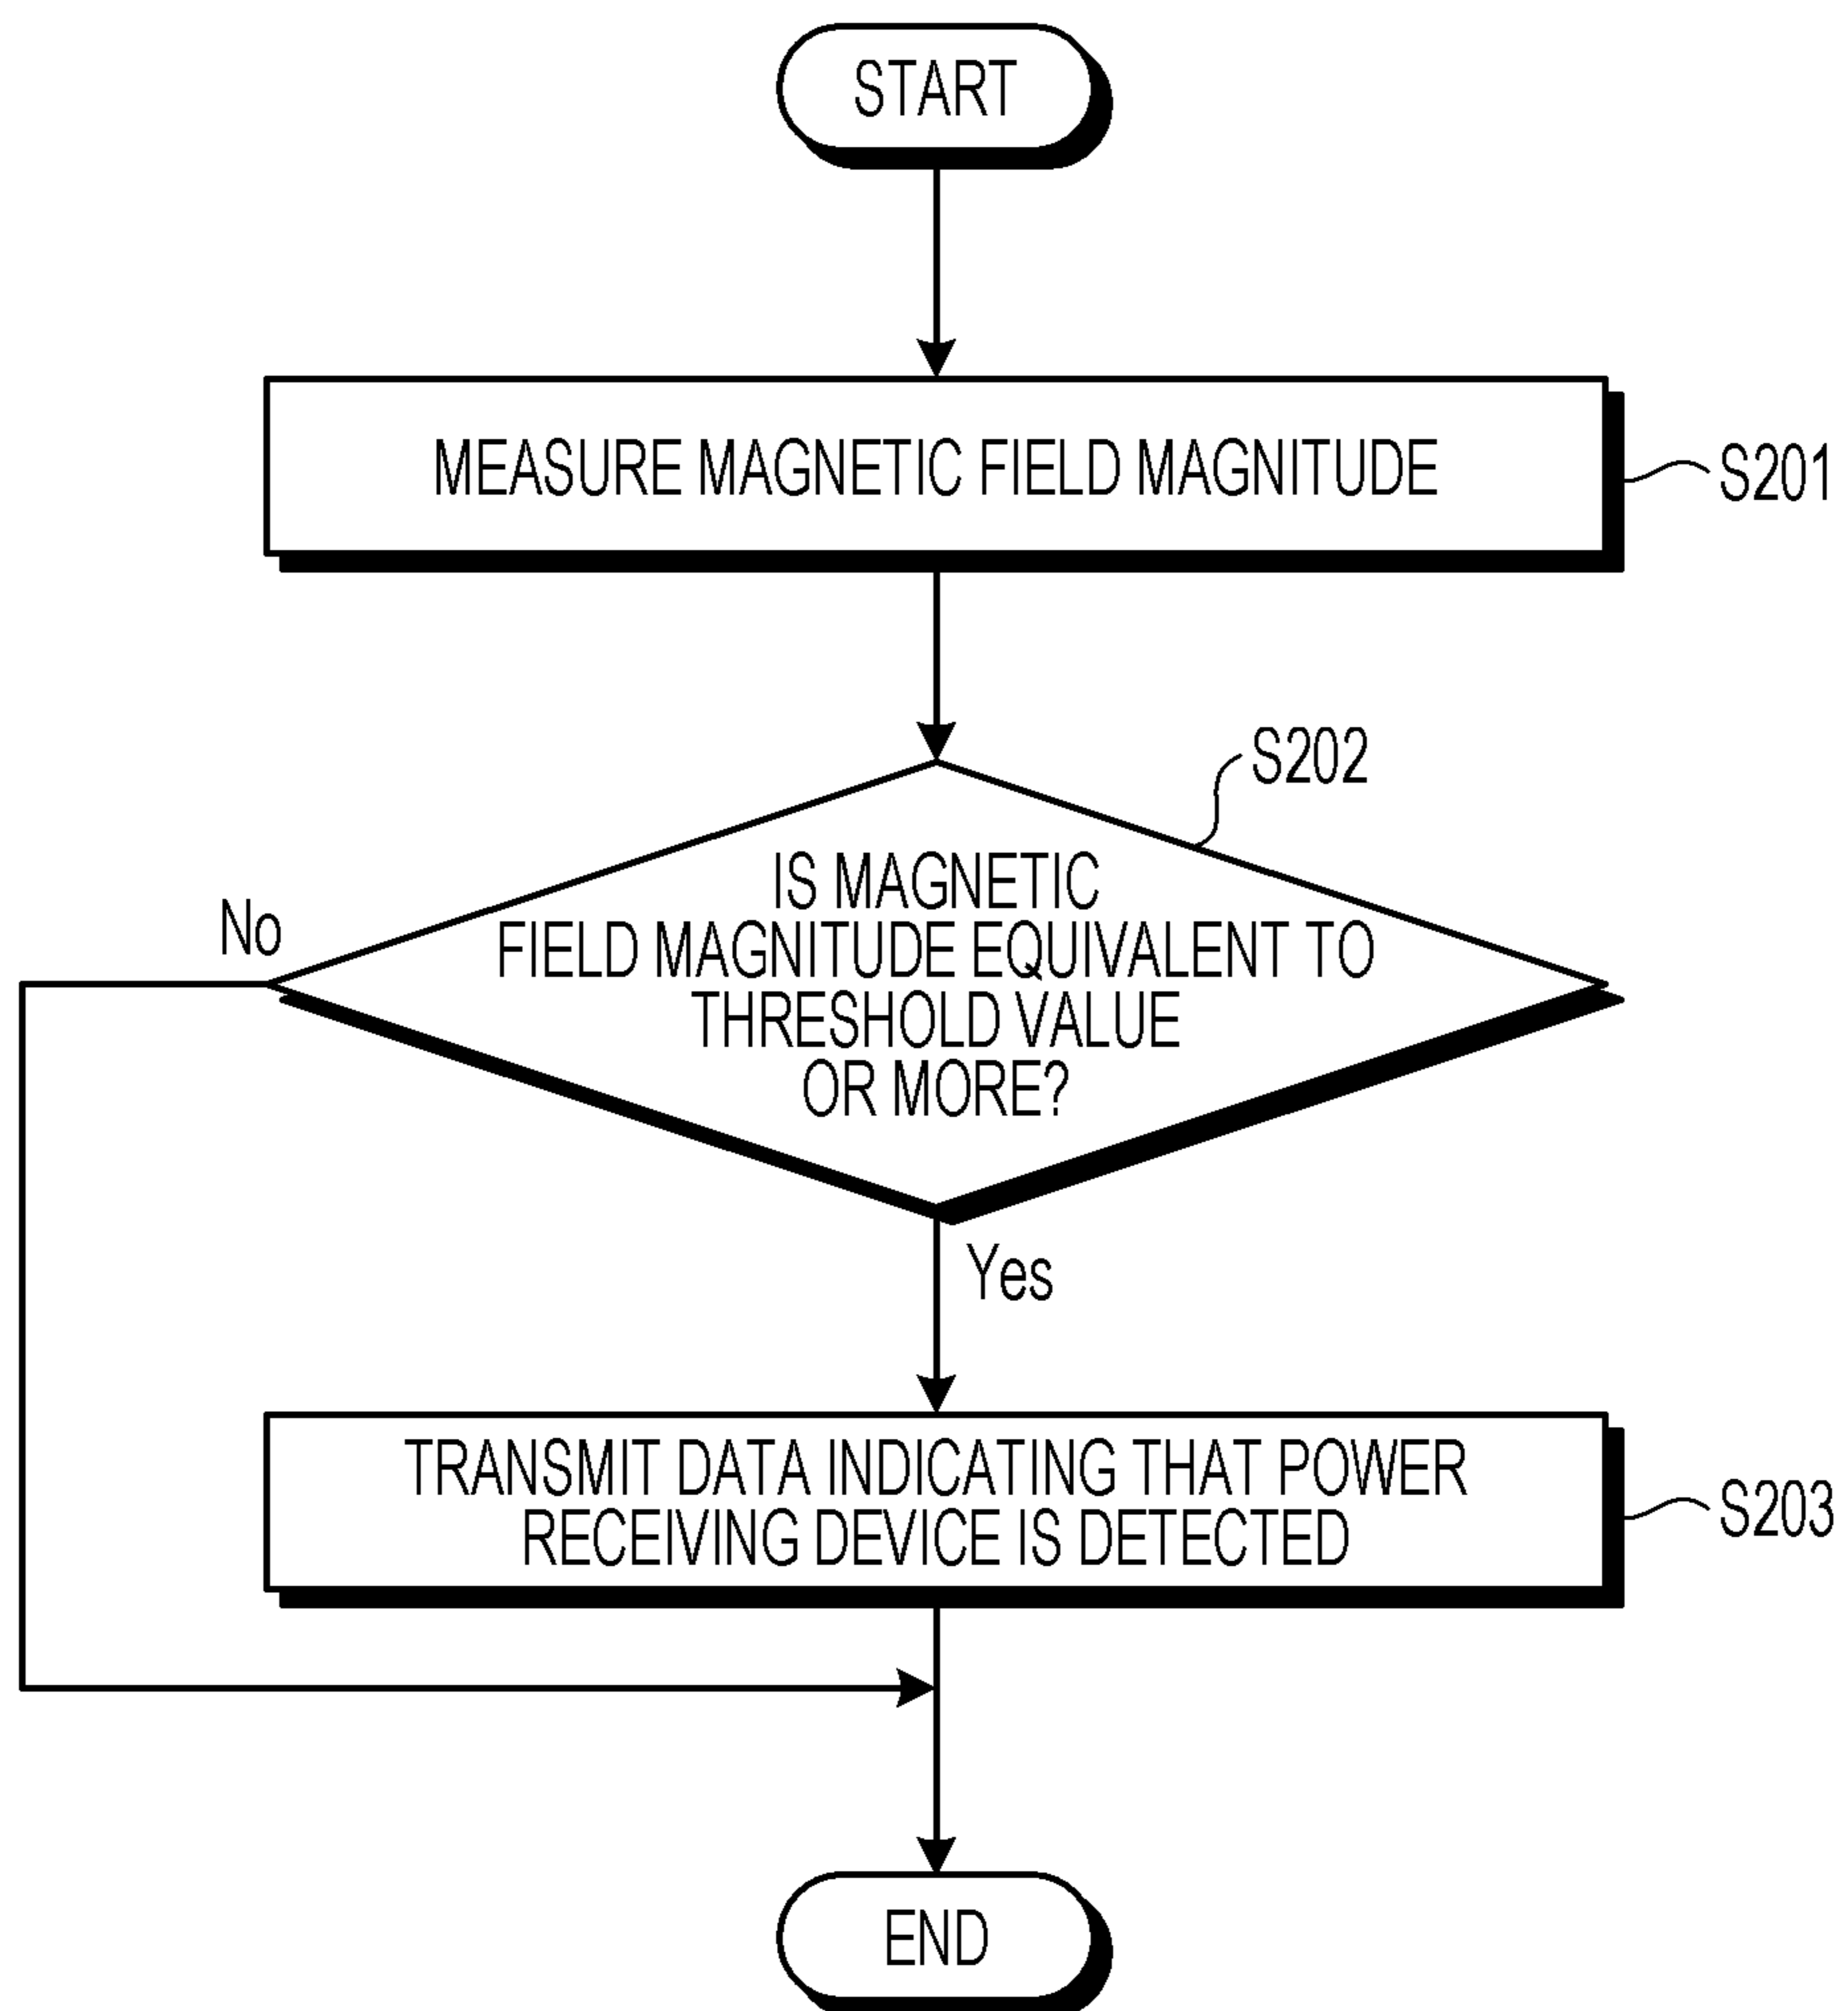 START
MEASURE MAGNETIC FIELD MAGNITUDE
S201
S202
IS MAGNETIC
FIELD MAGNITUDE EQUIVALENT TO
THRESHOLD VALUE
OR MORE?
No
Yes
TRANSMIT DATA INDICATING THAT POWER
RECEIVING DEVICE IS DETECTED
S203
END